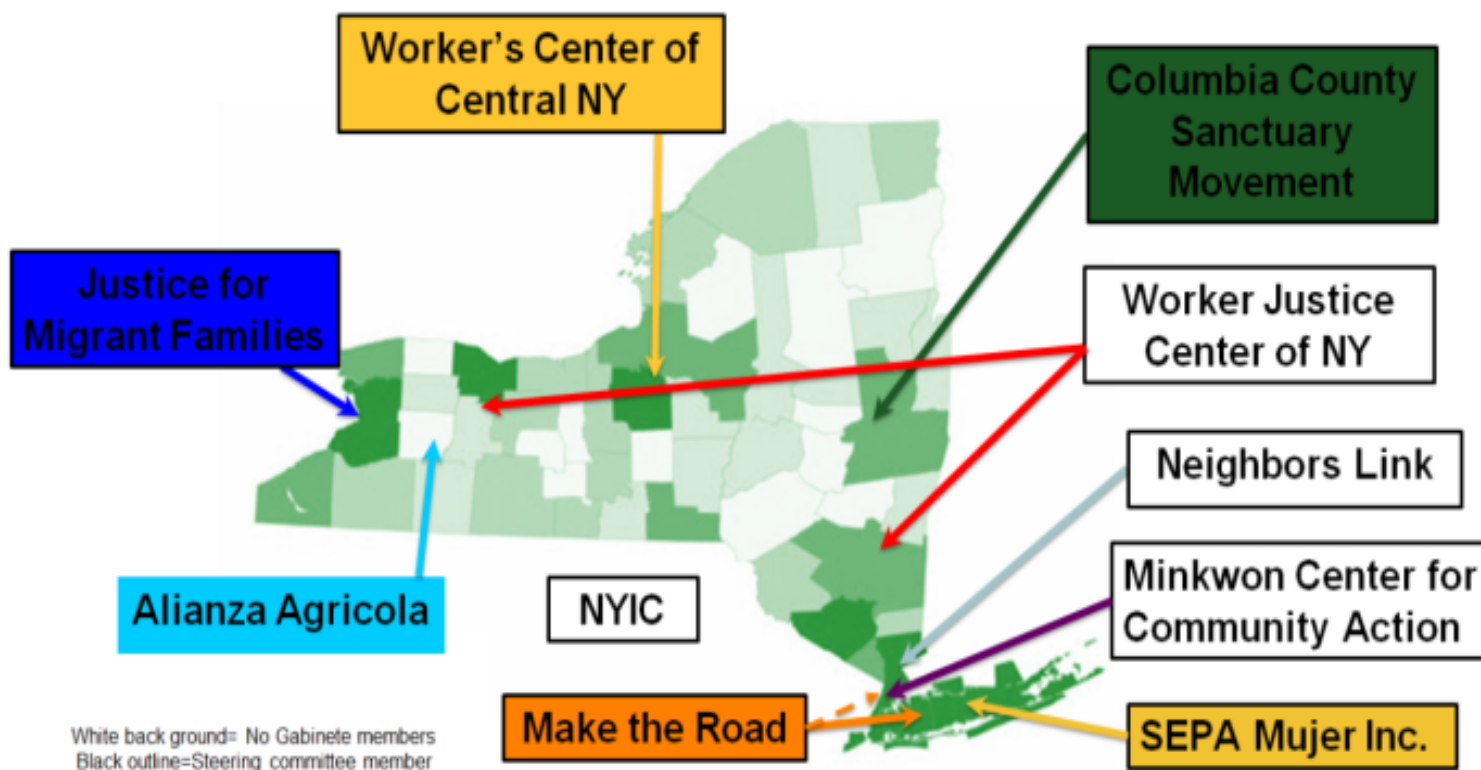 Worker's Center of
Central NY
Columbia County
Sanctuary
Movement
Justice for
Migrant Families
Worker Justice
Center of NY
Neighbors Link
Alianza Agricola
NYIC
Minkwon Center for
Community Action
Make the Road
SEPA Mujer Inc.
White back ground= No Gabinete members
Black outline=Steering committee member